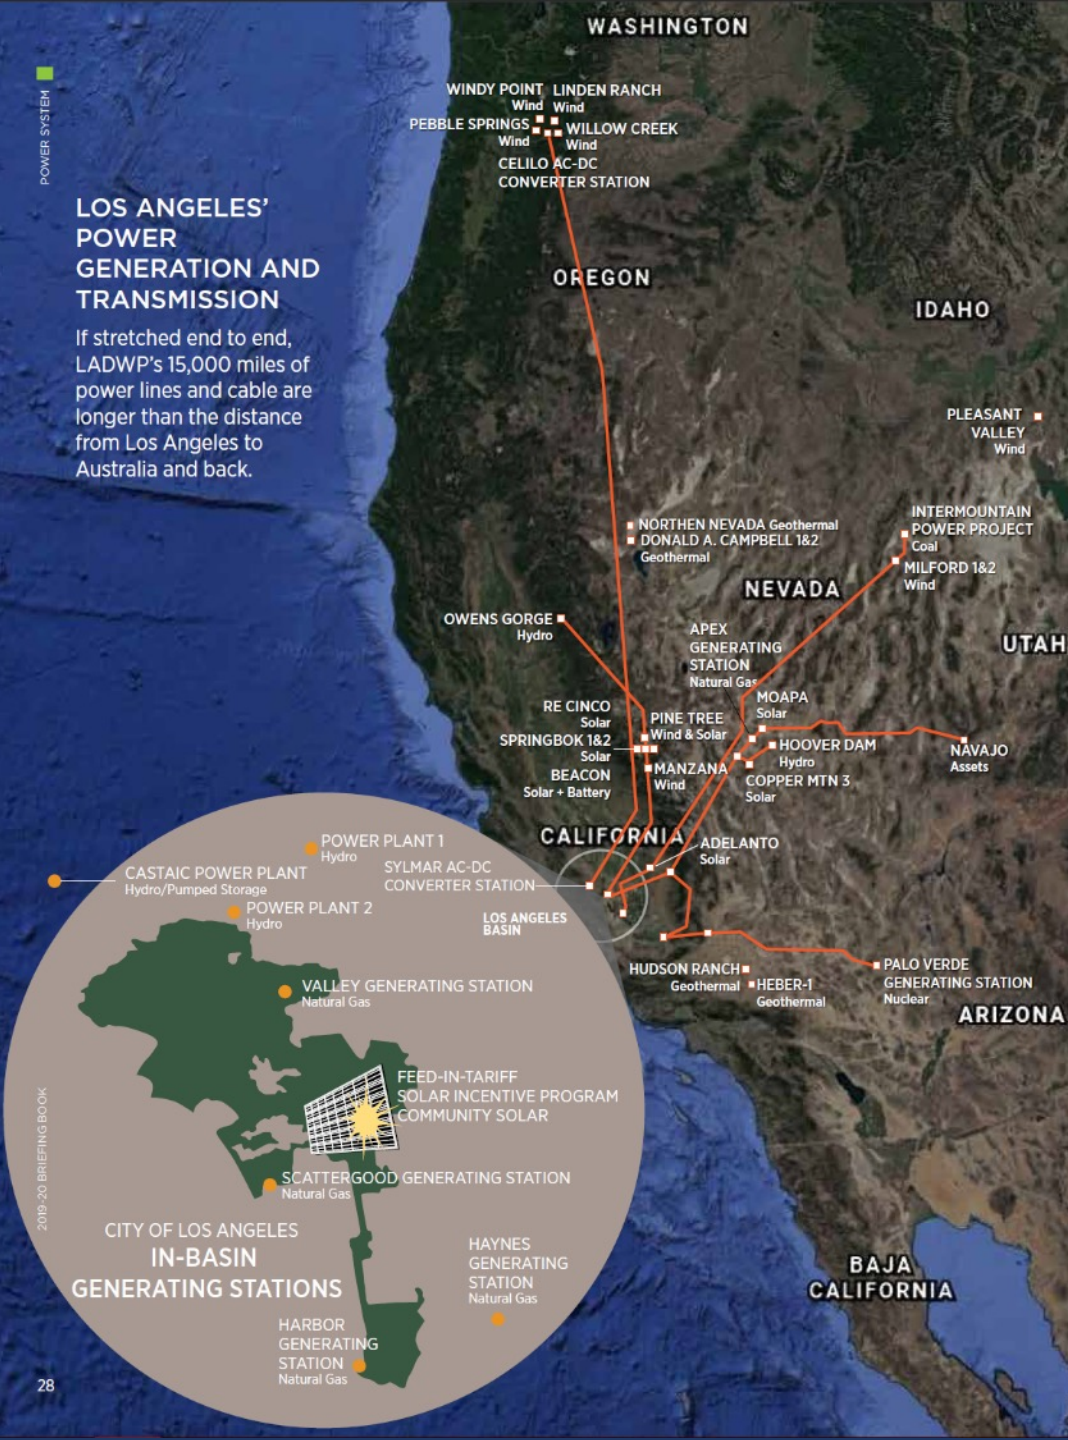 POWER SYSTEM
LOS ANGELES'
POWER
GENERATION AND
TRANSMISSION
If stretched end to end,
LADWP's 15,000 miles of
power lines and cable are
longer than the distance
from Los Angeles to
Australia and back.
WASHINGTON
WINDY POINT
Wind
LINDEN RANCH
Wind
PEBBLE SPRINGS
Wind
WILLOW CREEK
Wind
CELILO AC-DC
CONVERTER STATION
OREGON
IDAHO
PLEASANT
VALLEY
Wind
NORTHEN NEVADA Geothermal
DONALD A. CAMPBELL 1&2
Geothermal
INTERMOUNTAIN
POWER PROJECT
Coal
MILFORD 1&2
Wind
NEVADA
OWENS GORGE
Hydro
APEX
GENERATING
STATION
Natural Gas
UTAH
MOAPA
Solar
RE CINCO
Solar
PINE TREE
Wind & Solar
SPRINGBOK 1&2
Solar
HOOVER DAM
Hydro
NAVAJO
Assets
BEACON
Solar + Battery
MANZANA
Wind
COPPER MTN 3
Solar
CALIFORNIA
ADELANTO
Solar
SYLMAR AC-DC
CONVERTER STATION
LOS ANGELES
BASIN
HUDSON RANCH
Geothermal
HEBER-1
Geothermal
PALO VERDE
GENERATING STATION
Nuclear
ARIZONA
BAJA
CALIFORNIA
POWER PLANT 1
Hydro
CASTAIC POWER PLANT
Hydro/Pumped Storage
POWER PLANT 2
Hydro
VALLEY GENERATING STATION
Natural Gas
FEED-IN-TARIFF
SOLAR INCENTIVE PROGRAM
COMMUNITY SOLAR
SCATTERGOOD GENERATING STATION
Natural Gas
CITY OF LOS ANGELES
IN-BASIN
GENERATING STATIONS
HAYNES
GENERATING
STATION
Natural Gas
HARBOR
GENERATING
STATION
Natural Gas
2019-20 BRIEFING BOOK
28